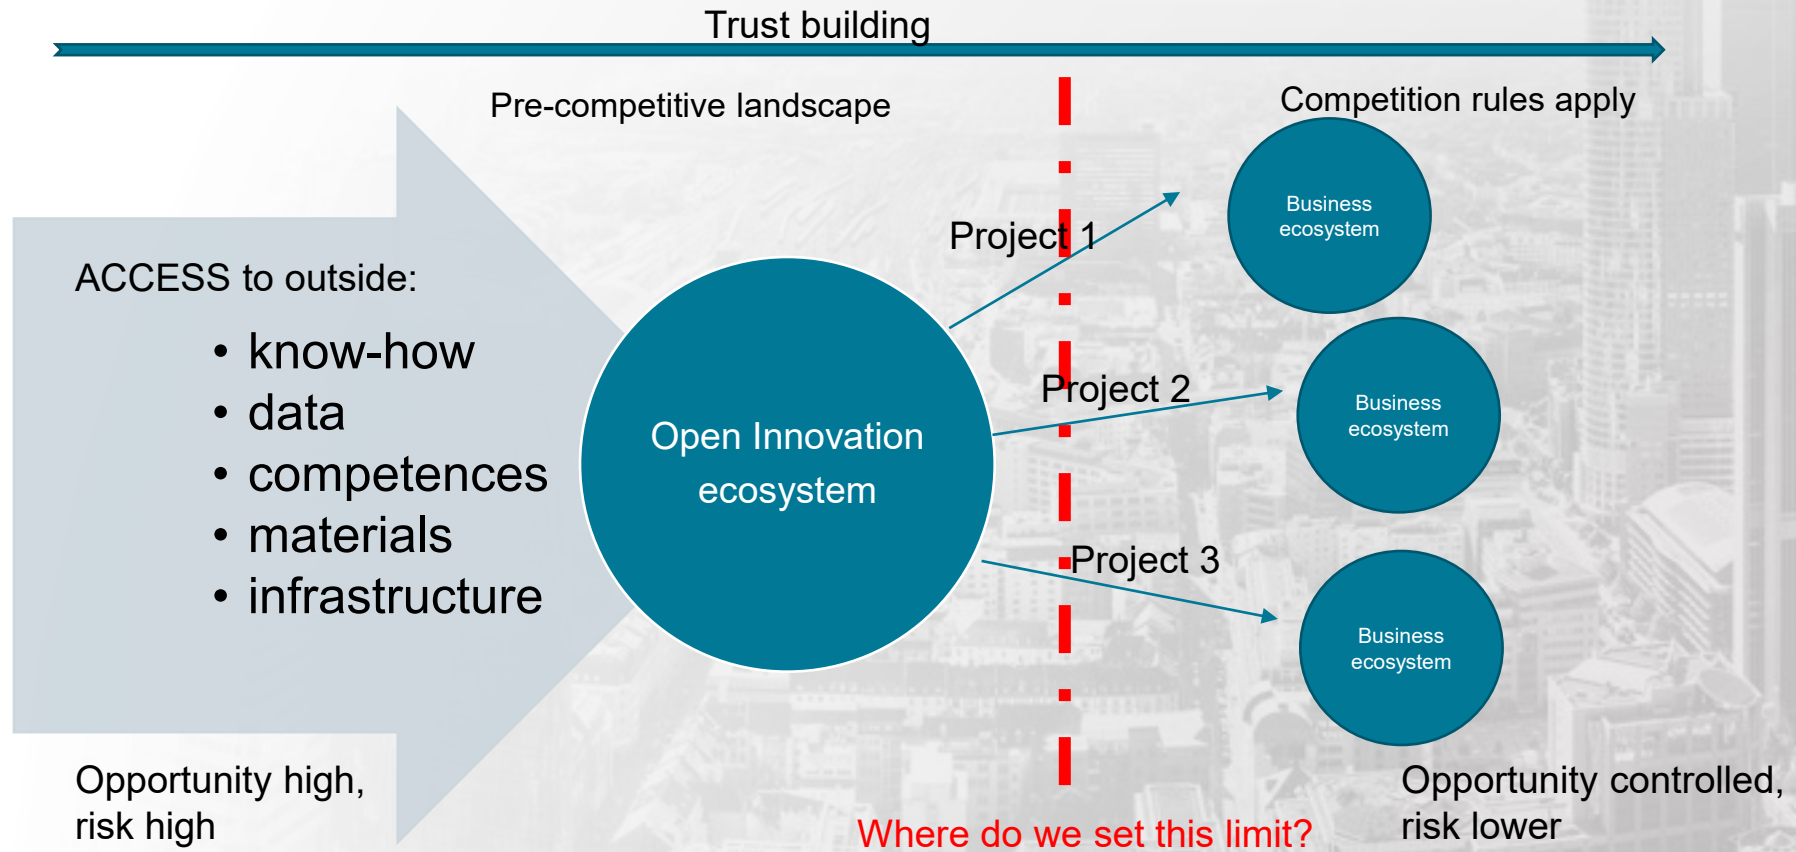 Trust building
Pre-competitive landscape
Competition rules apply
ACCESS to outside:
• know-how
• data
• competences
• materials
• infrastructure
Open Innovation
ecosystem
Project 1
Project 2
Project 3
Business
ecosystem
Business
ecosystem
Business
ecosystem
Opportunity high,
risk high
Where do we set this limit?
Opportunity controlled,
risk lower